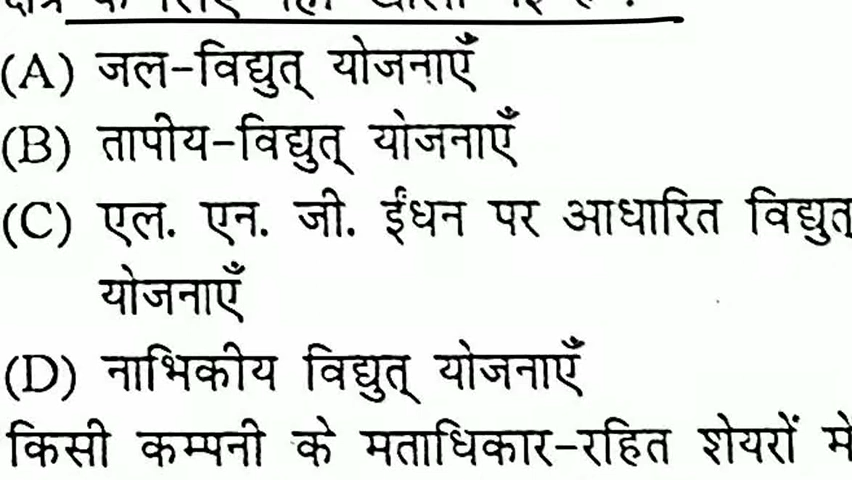 (A) जल-विद्युत् योजनाएँ
(B) तापीय-विद्युत् योजनाएँ
(C) एल. एन. जी. ईंधन पर आधारित विद्युत्
योजनाएँ
(D) नाभिकीय विद्युत् योजनाएँ
किसी कम्पनी के मताधिकार-रहित शेयरों में